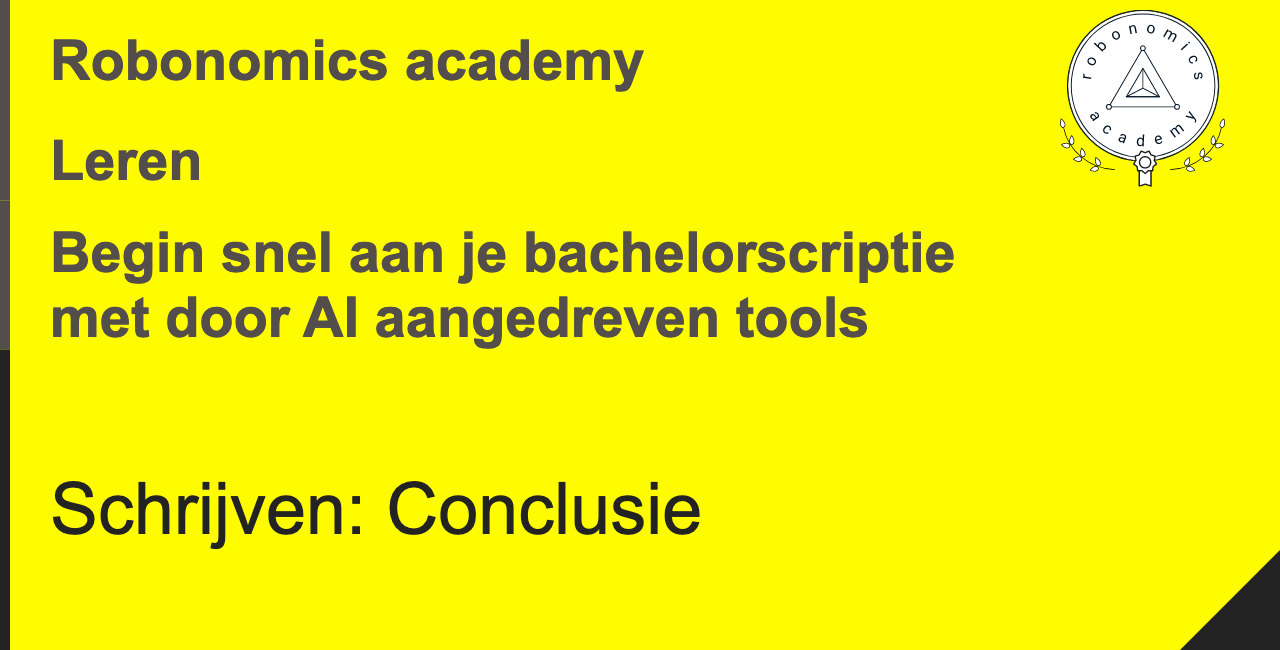 Robonomics academy
robonomics
academy
Leren
Begin snel aan je bachelorscriptie
met door AI aangedreven tools
Schrijven: Conclusie